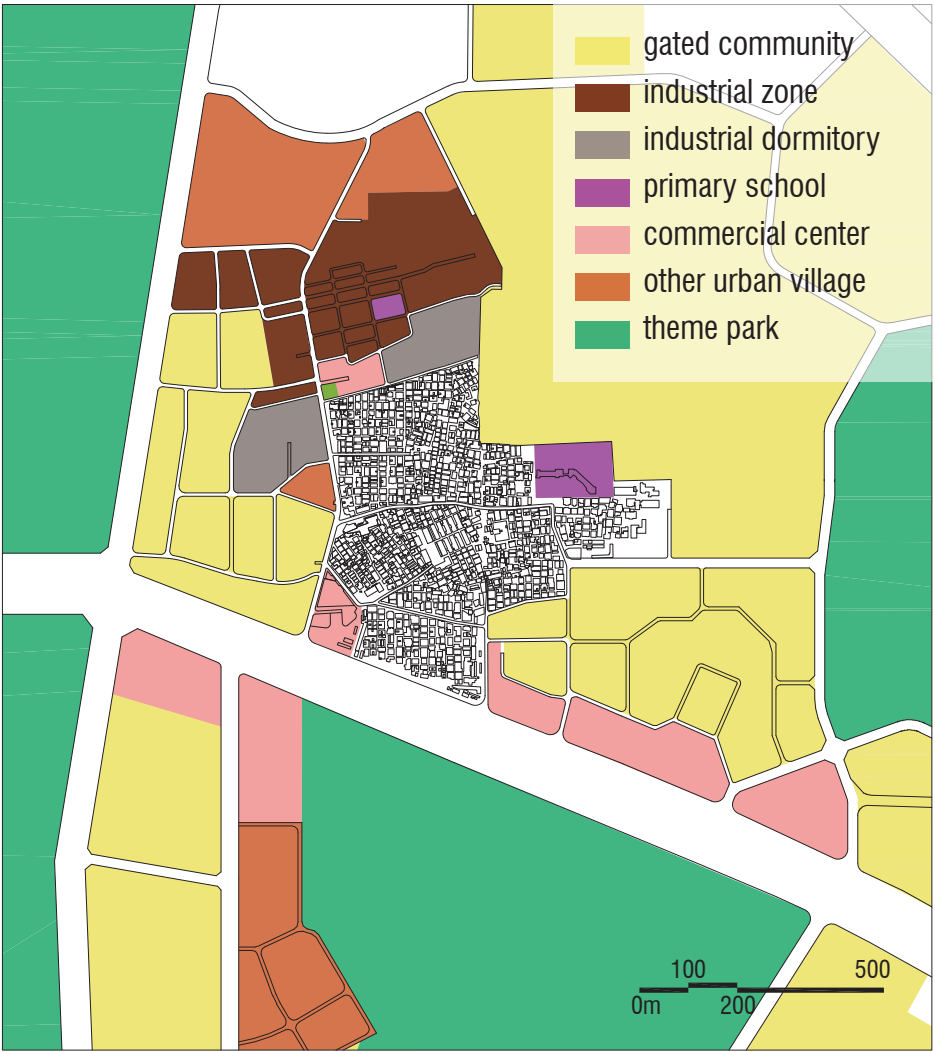 gated community
industrial zone
industrial dormitory
primary school
commercial center
other urban village
theme park
100 500
0m 200